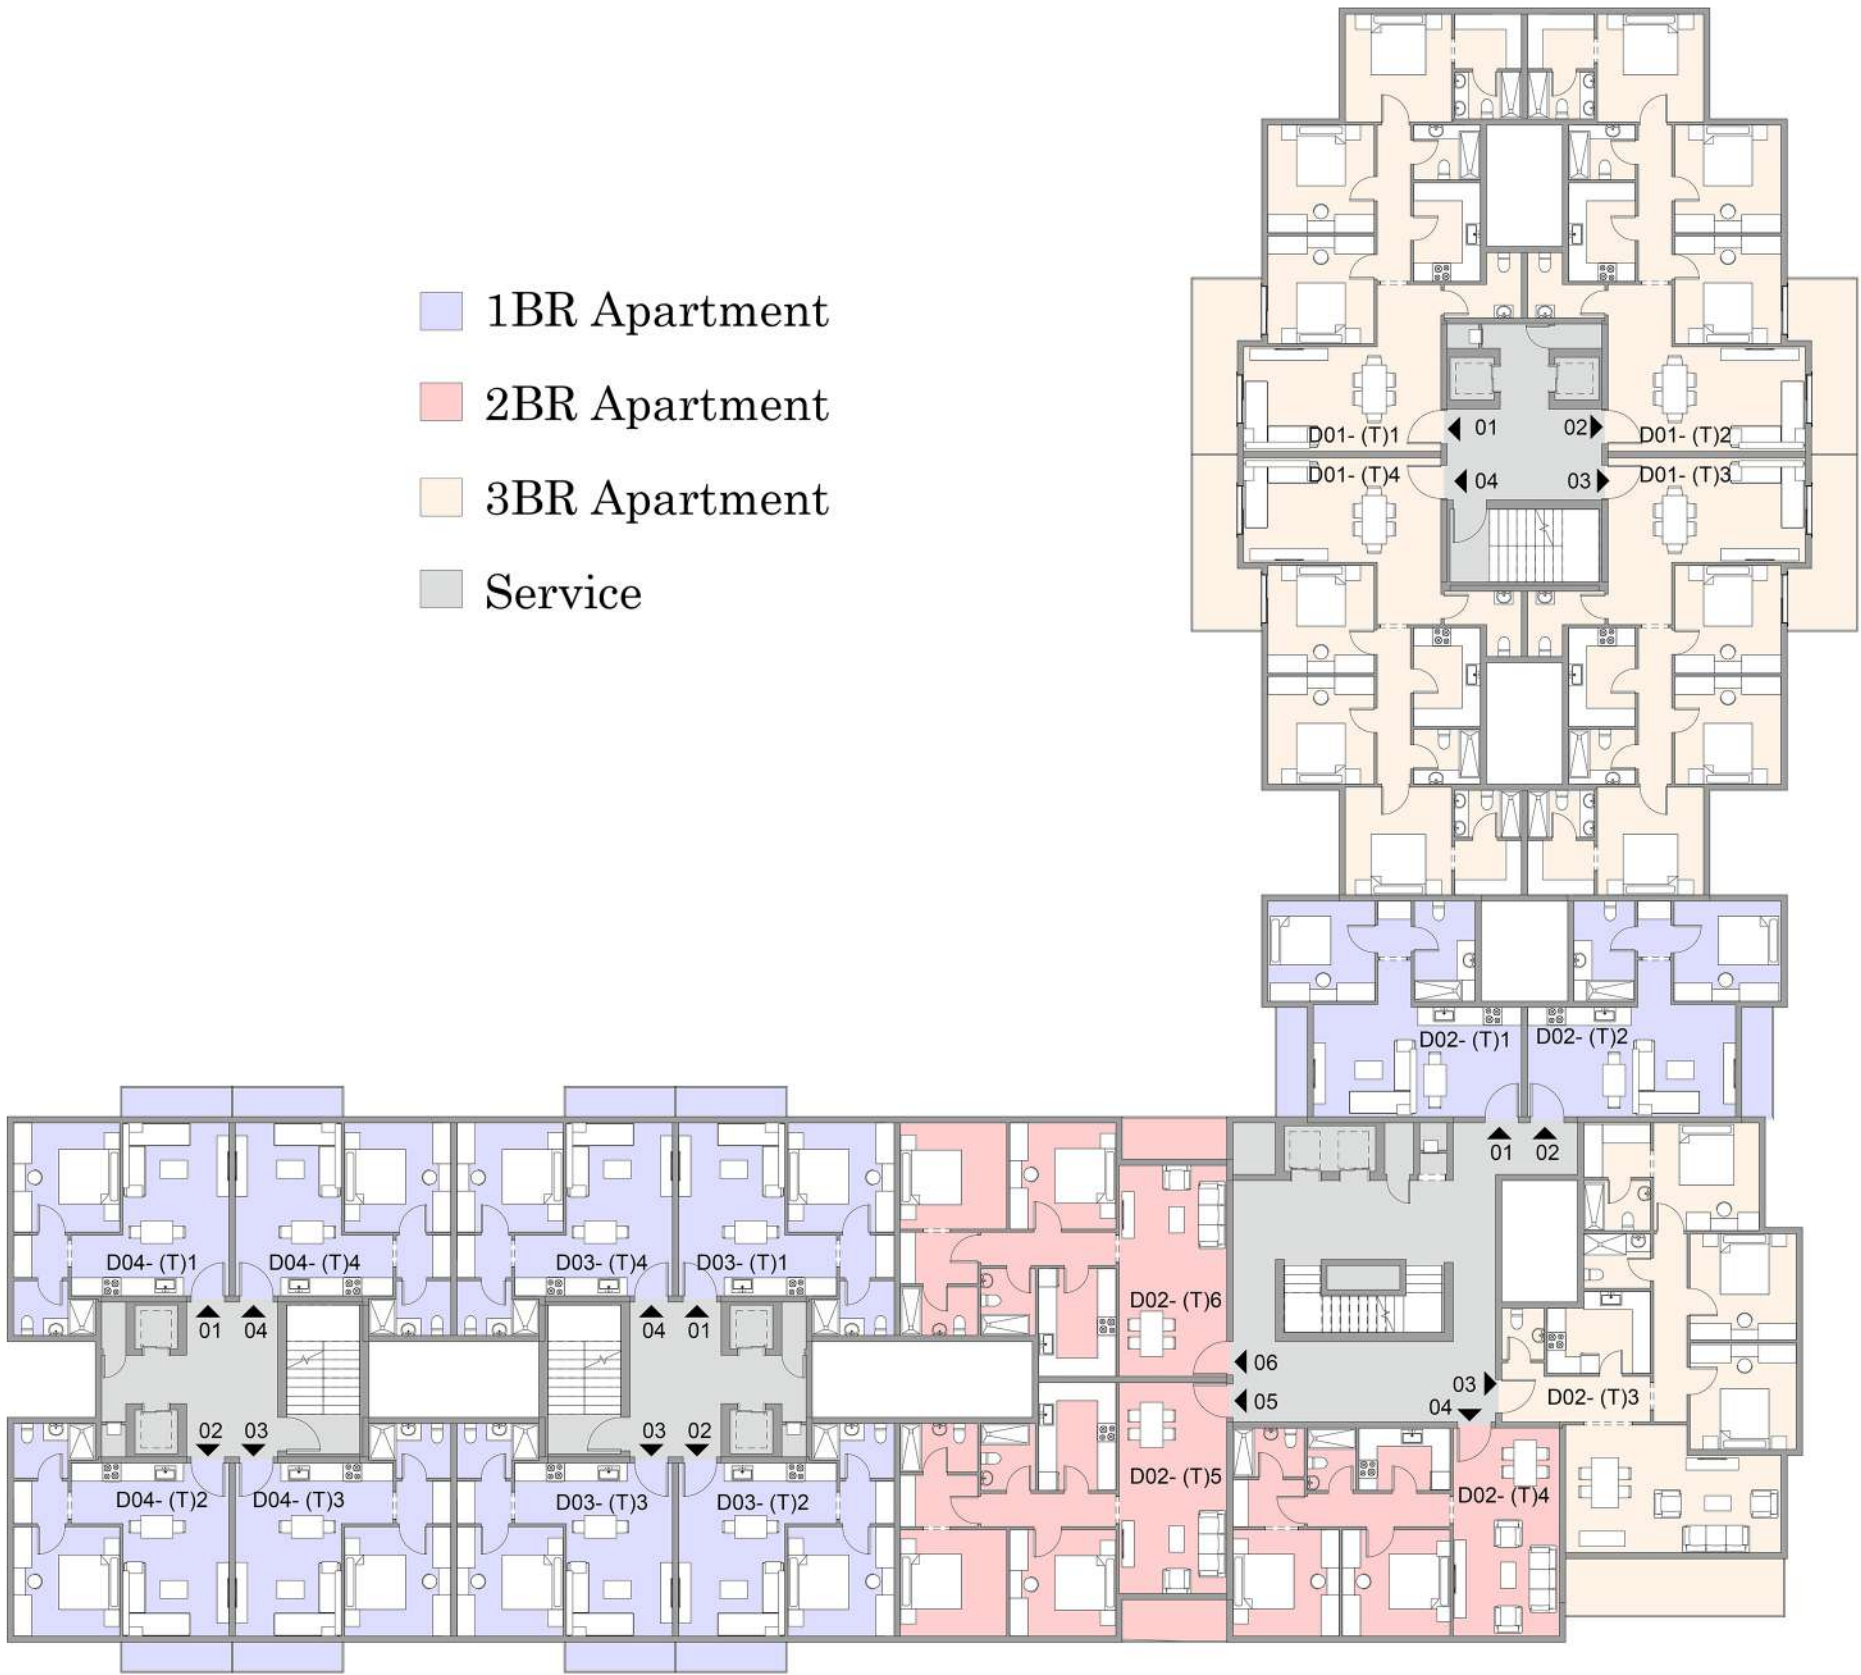 1BR Apartment
2BR Apartment
3BR Apartment
Service
01 02
D01- (T)1 D01- (T)2
D01- (T)4 D01- (T)3
04 03
D02- (T)1 D02- (T)2
01 02
D04- (T)1 D04- (T)4 D03- (T)4 D03- (T)1
01 04 04 01
D02- (T)6
06
05
03
04
D02- (T)3
02 03 03 02
D04- (T)2 D04- (T)3 D03- (T)3 D03- (T)2
D02- (T)5
D02- (T)4